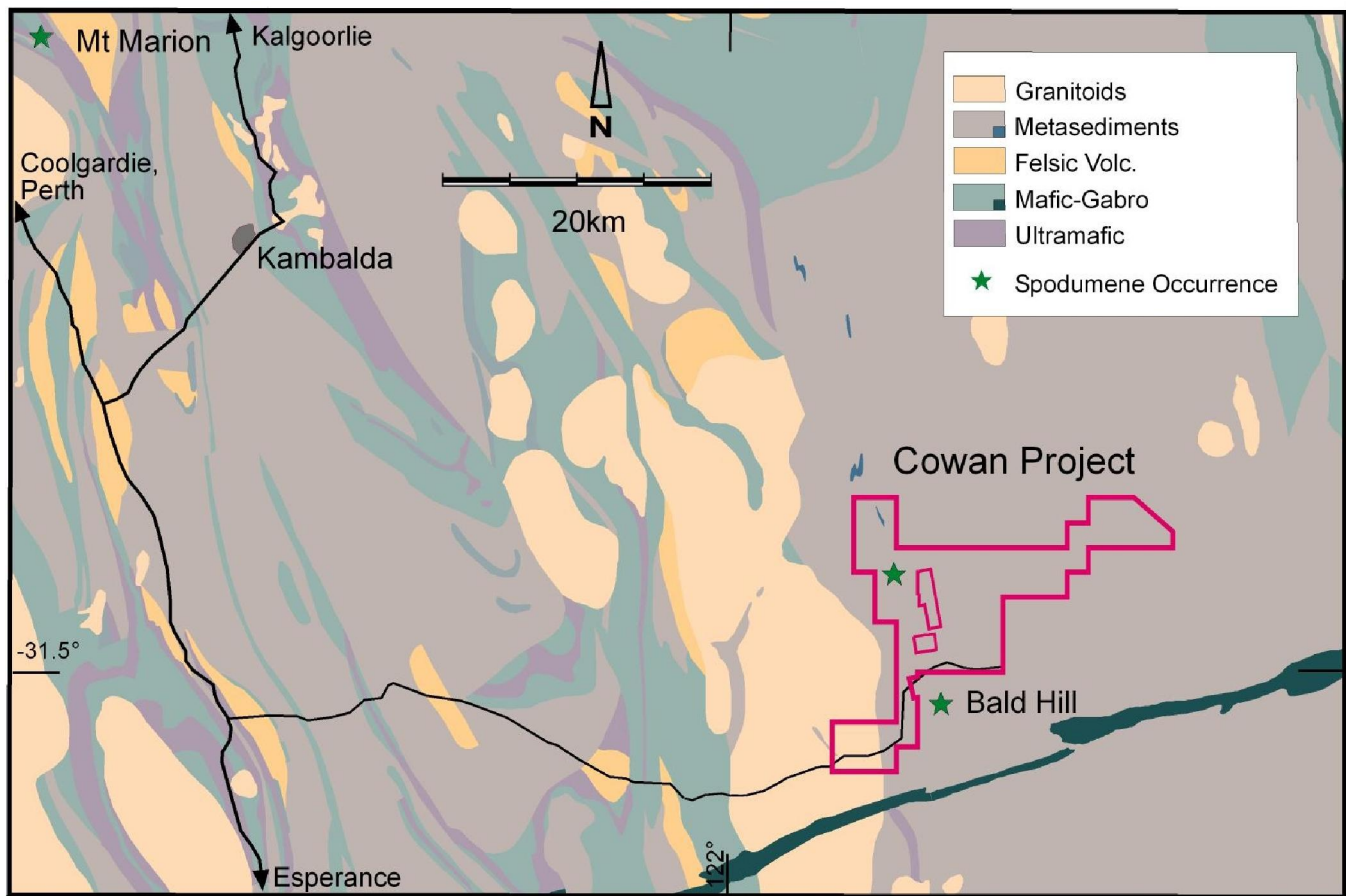 Mt Marion
Kalgoorlie
Coolgardie,
Perth
N
20km
Kambalda
Granitoids
Metasediments
Felsic Volc.
Mafic-Gabro
Ultramafic
Spodumene Occurrence
Cowan Project
-31.5°
Bald Hill
122°
Esperance